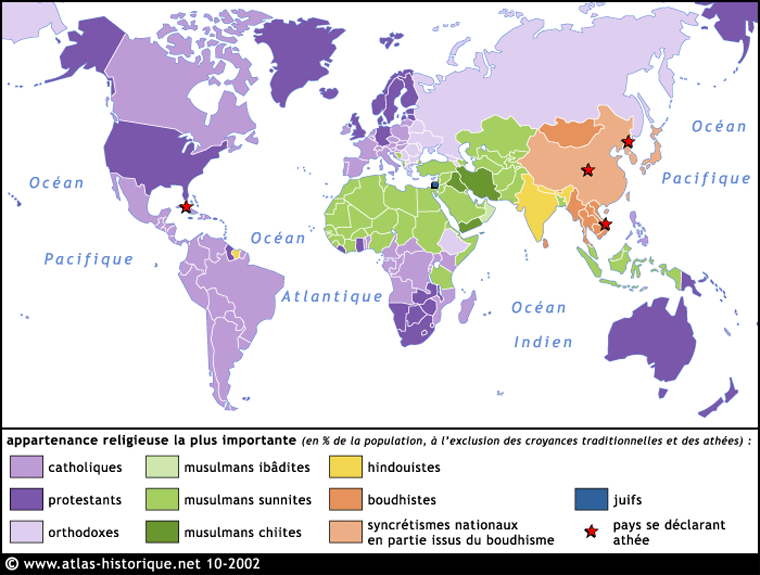 Océan
Pacifique
Océan
Atlantique
Océan
Indien
Océan
Pacifique
appartenance religieuse la plus importante (en % de la population, à l'exclusion des croyances traditionnelles et des athées) :
catholiques
musulmans ibâdites
hindouistes
protestants
musulmans sunnites
boudhistes
juifs
orthodoxes
musulmans chiites
syncrétismes nationaux
en partie issus du boudhisme
pays se déclarant
athée
© www.atlas-historique.net 10-2002